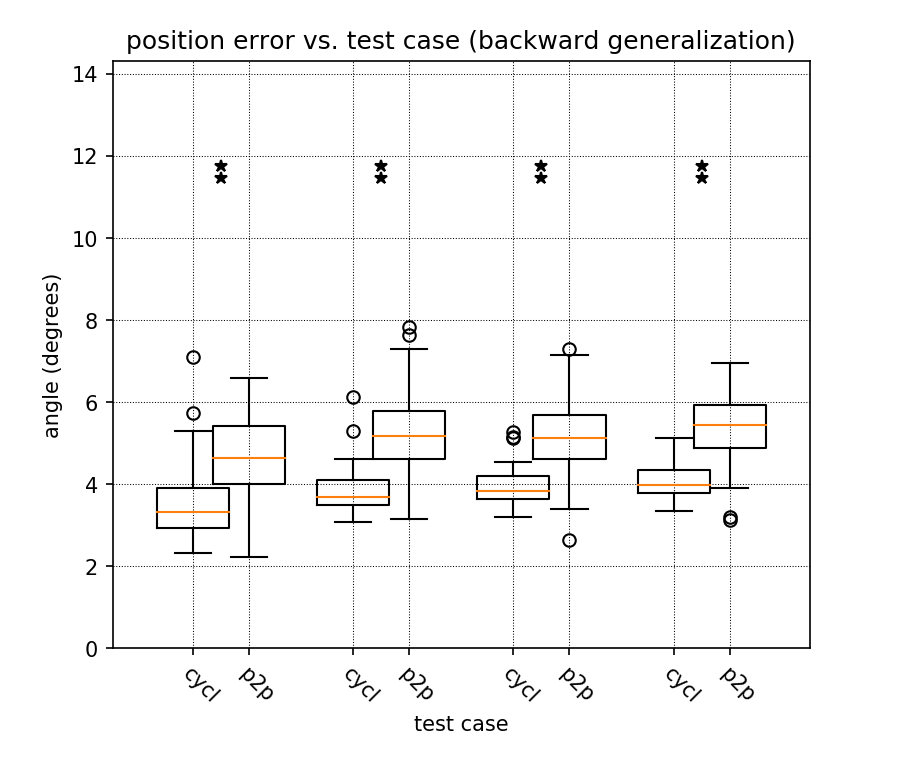 position error vs. test case (backward generalization)
14
12
10
8
6
4
2
0
angle (degrees)
cycl p2p cycl p2p cycl p2p cycl p2p
test case